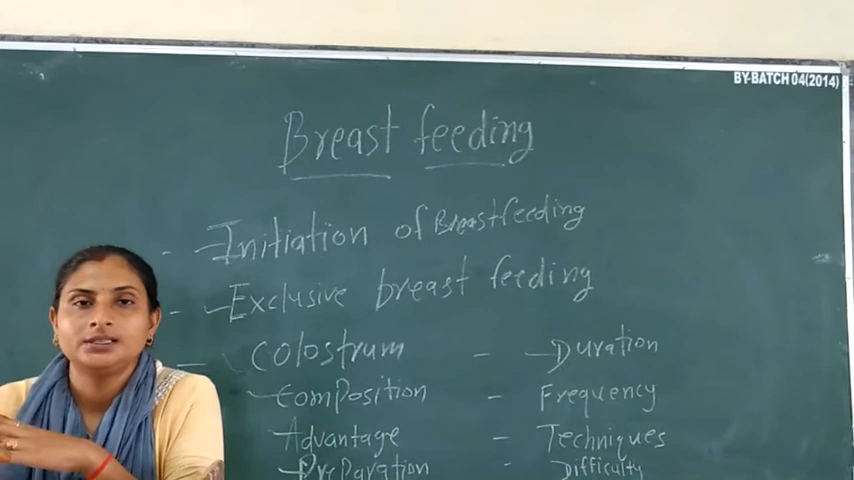 BY-BATCH 04(2014)
Breast feeding
- Initiation of Breastfeeding
- Exclusive breast feeding
- Colostrum - Duration
Composition - Frequency
Advantage - Techniques
Preparation - Difficulty